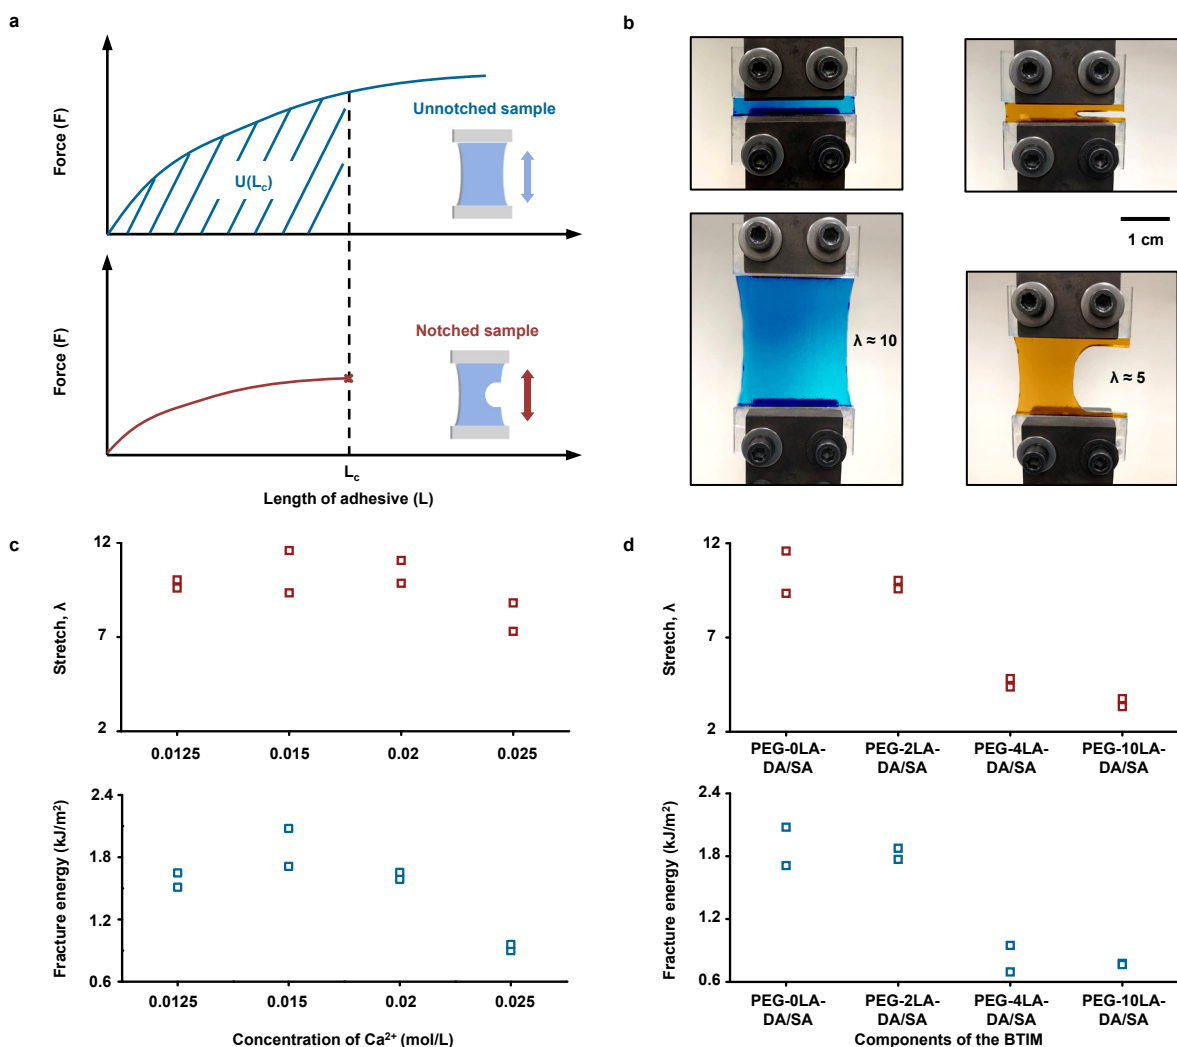 a
Force (F)
Unnotched sample
U(Lc)
Force (F)
Notched sample
Lc
Length of adhesive (L)
b
1 cm
λ ≈ 10
λ ≈ 5
c
Stretch, λ
12
7
2
0.0125 0.015 0.02 0.025
Fracture energy (kJ/m²)
2.4
1.8
1.2
0.6
0.0125 0.015 0.02 0.025
Concentration of Ca²⁺ (mol/L)
d
Stretch, λ
12
7
2
PEG-0LA- PEG-2LA- PEG-4LA- PEG-10LA-
DA/SA DA/SA DA/SA DA/SA
Fracture energy (kJ/m²)
2.4
1.8
1.2
0.6
PEG-0LA- PEG-2LA- PEG-4LA- PEG-10LA-
DA/SA DA/SA DA/SA DA/SA
Components of the BTIM